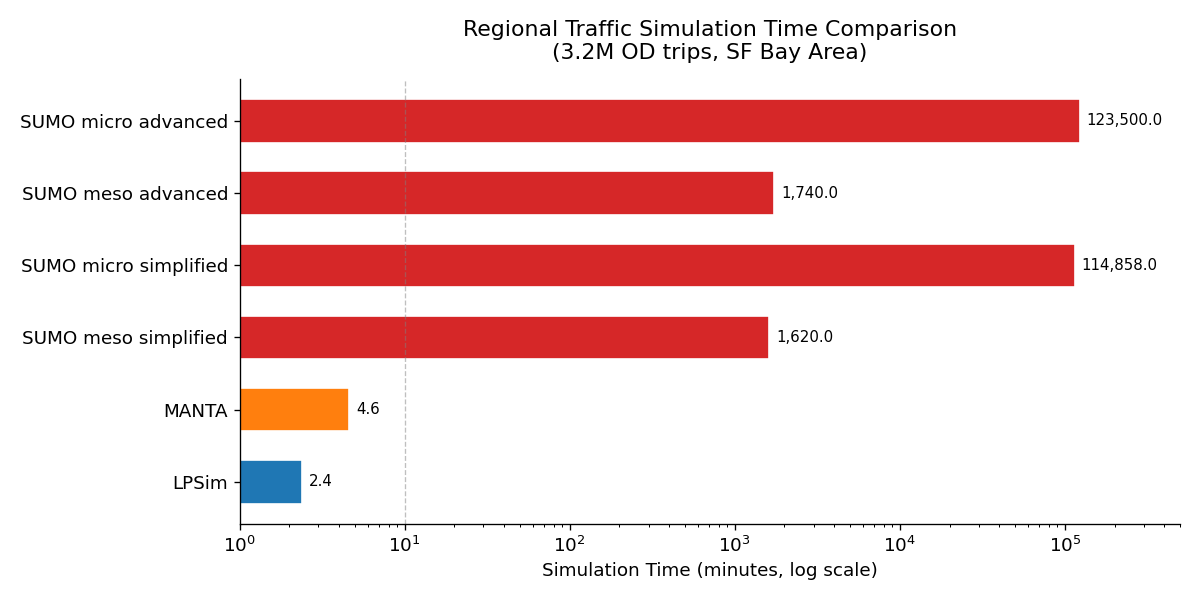 Regional Traffic Simulation Time Comparison
(3.2M OD trips, SF Bay Area)
SUMO micro advanced 123,500.0
SUMO meso advanced 1,740.0
SUMO micro simplified 114,858.0
SUMO meso simplified 1,620.0
MANTA 4.6
LPSim 2.4
10⁰ 10¹ 10² 10³ 10⁴ 10⁵
Simulation Time (minutes, log scale)